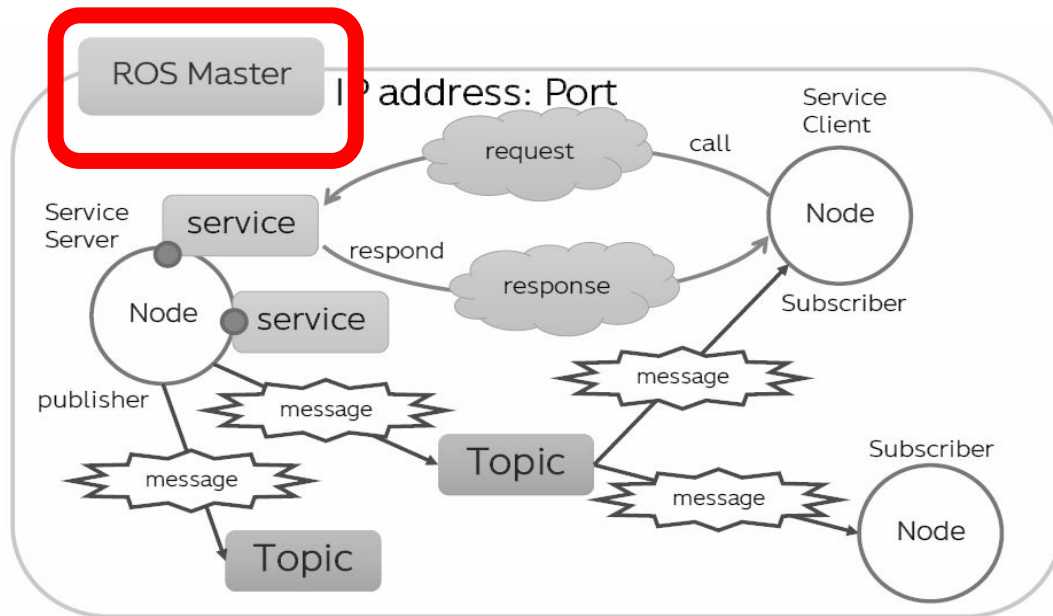 ROS Master
IP address: Port
Service
Client
request
call
Node
Service
Server
service
respond
response
Subscriber
Node
service
message
publisher
message
Topic
Subscriber
message
message
Node
Topic